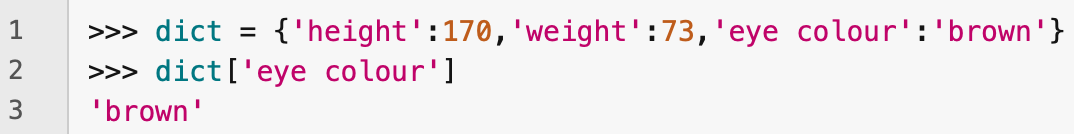 1 >>> dict = {'height':170,'weight':73,'eye colour':'brown'}
2 >>> dict['eye colour']
3 'brown'